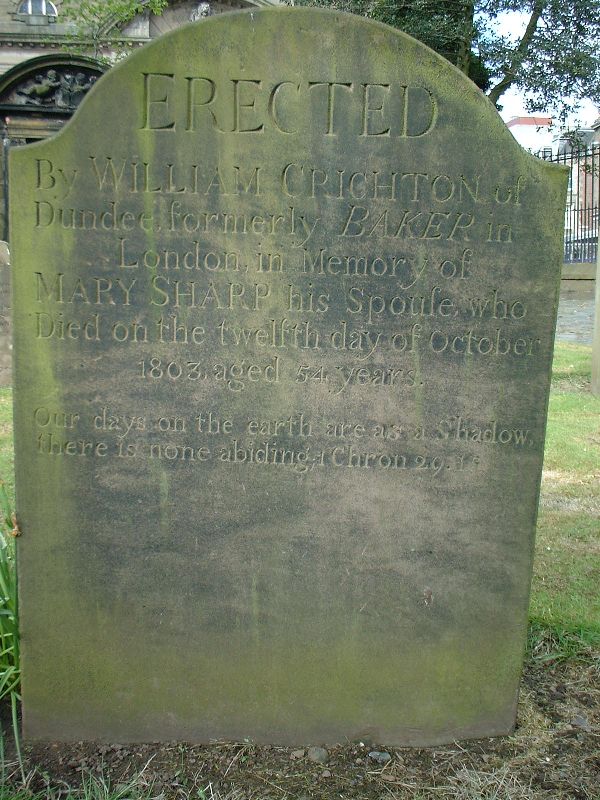 ERECTED
By WILLIAM CRICHTON of
Dundee, formerly BAKER in
London, in Memory of
MARY SHARP his Spouſe, who
Died on the twelfth day of October
1803, aged 54 years.
Our days on the earth are as a Shadow,
there is none abiding, 1 Chron 29. 15